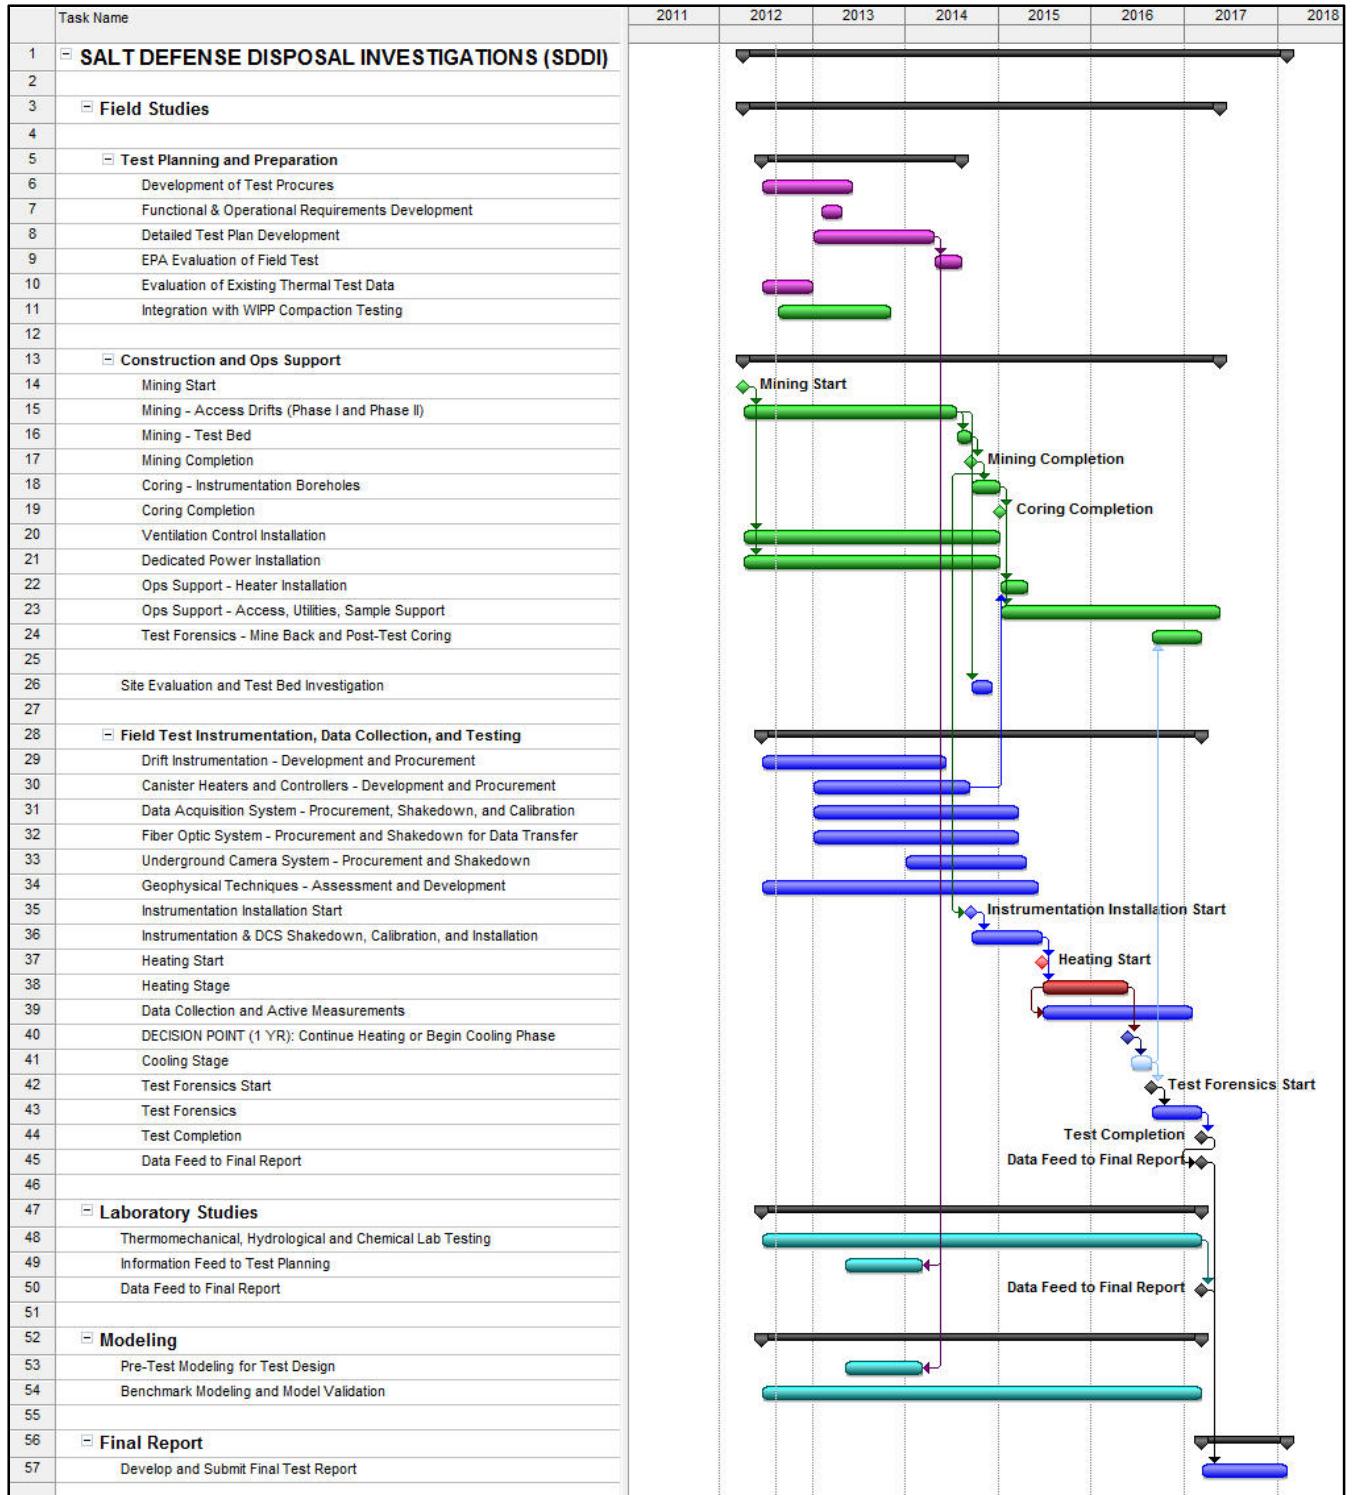 Task Name 2011 2012 2013 2014 2015 2016 2017 2018
1 SALT DEFENSE DISPOSAL INVESTIGATIONS (SDDI)
2
3 Field Studies
4
5 Test Planning and Preparation
6 Development of Test Procures
7 Functional & Operational Requirements Development
8 Detailed Test Plan Development
9 EPA Evaluation of Field Test
10 Evaluation of Existing Thermal Test Data
11 Integration with WIPP Compaction Testing
12
13 Construction and Ops Support
14 Mining Start Mining Start
15 Mining - Access Drifts (Phase I and Phase II)
16 Mining - Test Bed
17 Mining Completion Mining Completion
18 Coring - Instrumentation Boreholes
19 Coring Completion Coring Completion
20 Ventilation Control Installation
21 Dedicated Power Installation
22 Ops Support - Heater Installation
23 Ops Support - Access, Utilities, Sample Support
24 Test Forensics - Mine Back and Post-Test Coring
25
26 Site Evaluation and Test Bed Investigation
27
28 Field Test Instrumentation, Data Collection, and Testing
29 Drift Instrumentation - Development and Procurement
30 Canister Heaters and Controllers - Development and Procurement
31 Data Acquisition System - Procurement, Shakedown, and Calibration
32 Fiber Optic System - Procurement and Shakedown for Data Transfer
33 Underground Camera System - Procurement and Shakedown
34 Geophysical Techniques - Assessment and Development
35 Instrumentation Installation Start Instrumentation Installation Start
36 Instrumentation & DCS Shakedown, Calibration, and Installation
37 Heating Start Heating Start
38 Heating Stage
39 Data Collection and Active Measurements
40 DECISION POINT (1 YR): Continue Heating or Begin Cooling Phase
41 Cooling Stage
42 Test Forensics Start Test Forensics Start
43 Test Forensics
44 Test Completion Test Completion
45 Data Feed to Final Report Data Feed to Final Report
46
47 Laboratory Studies
48 Thermomechanical, Hydrological and Chemical Lab Testing
49 Information Feed to Test Planning
50 Data Feed to Final Report Data Feed to Final Report
51
52 Modeling
53 Pre-Test Modeling for Test Design
54 Benchmark Modeling and Model Validation
55
56 Final Report
57 Develop and Submit Final Test Report